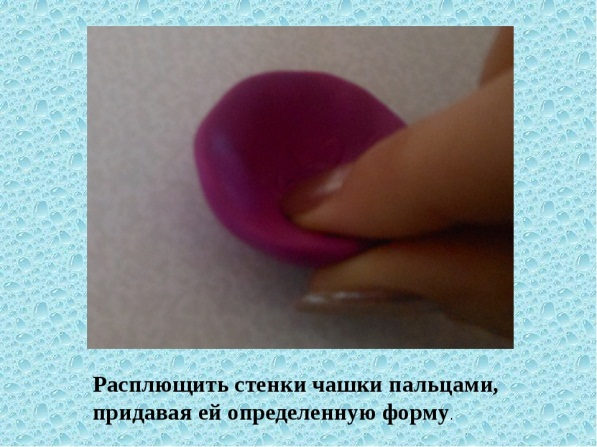 Расплющить стенки чашки пальцами,
придавая ей определенную форму.